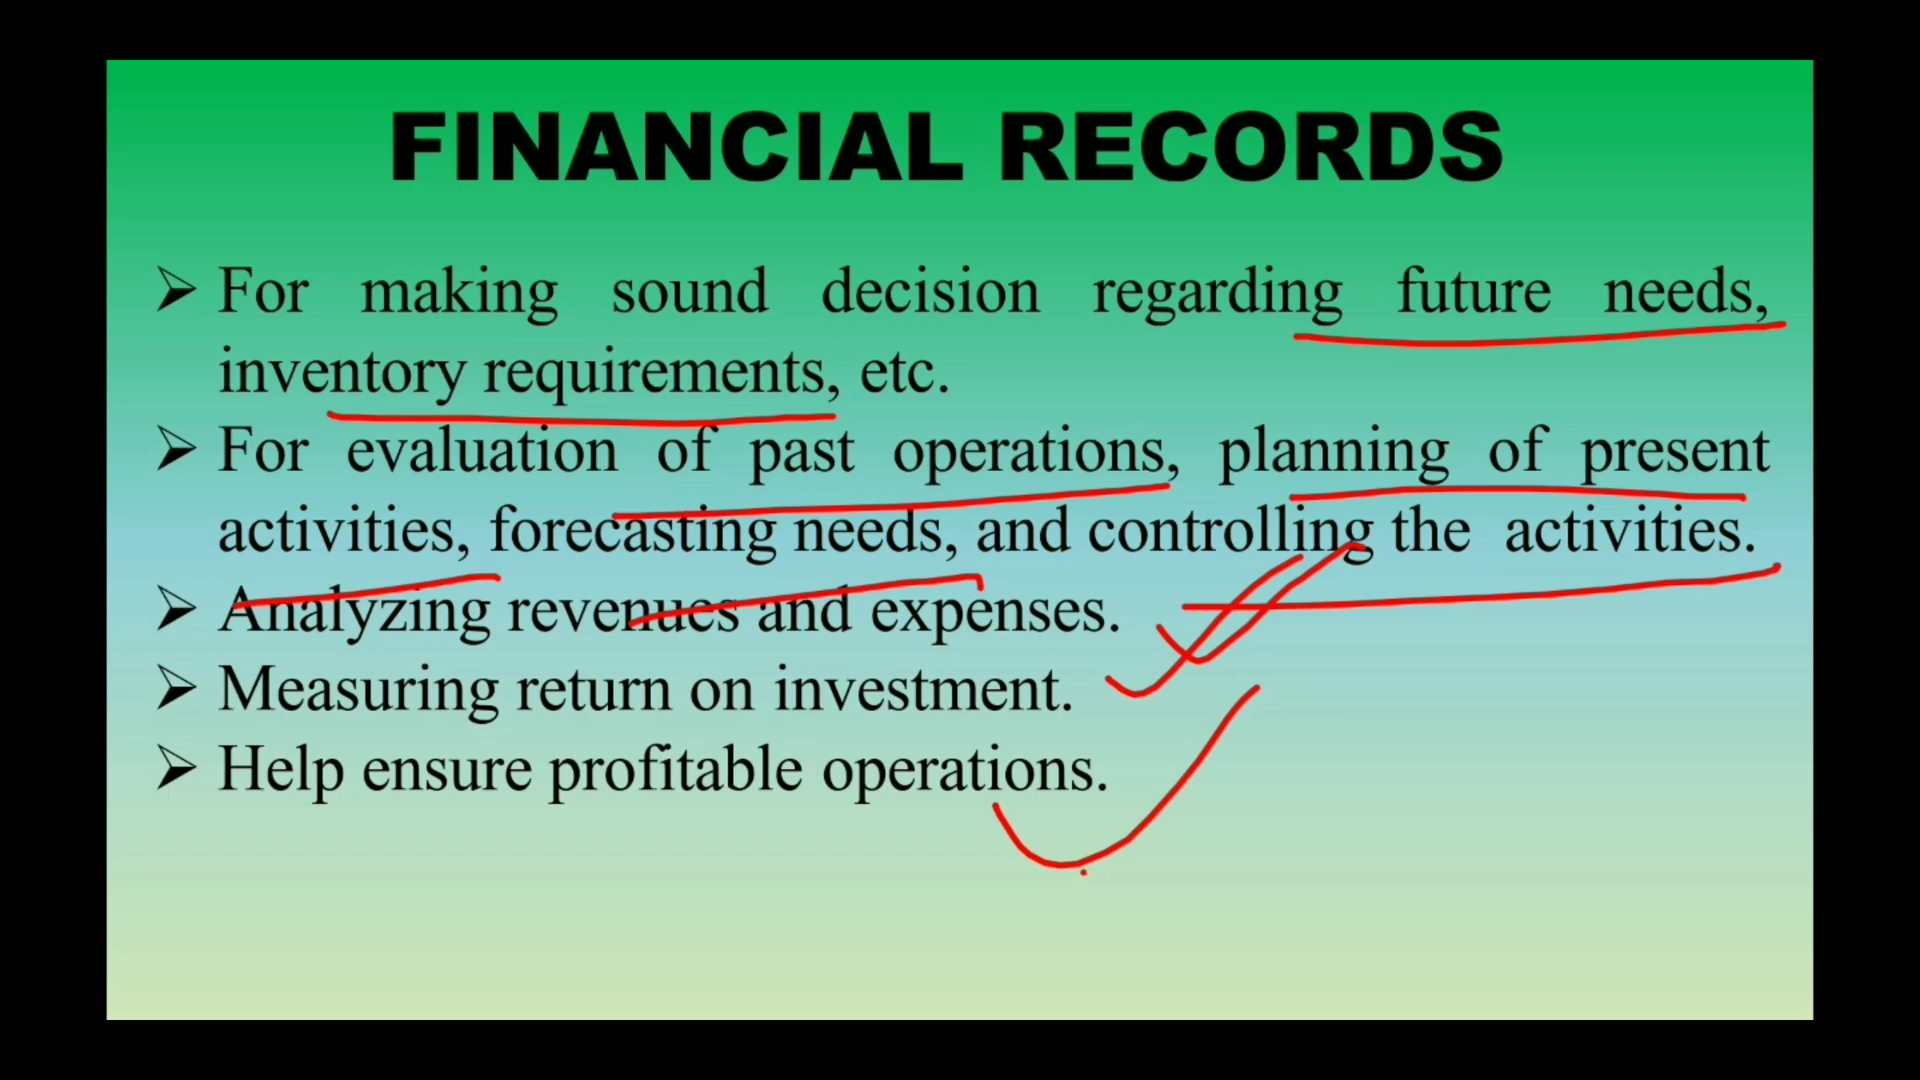 FINANCIAL RECORDS
➢ For making sound decision regarding future needs,
inventory requirements, etc.
➢ For evaluation of past operations, planning of present
activities, forecasting needs, and controlling the activities.
➢ Analyzing revenues and expenses.
➢ Measuring return on investment.
➢ Help ensure profitable operations.